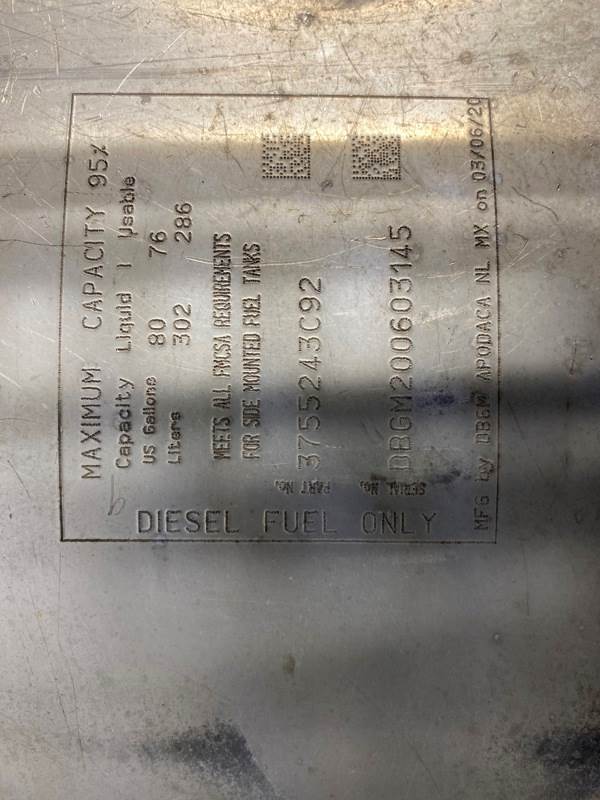 MAXIMUM CAPACITY 95%
Capacity Liquid | Usable
US Gallons 80 76
Liters 302 286
MEETS ALL FMCSA REQUIREMENTS
FOR SIDE MOUNTED FUEL TANKS
PART No. 3755243C92
SERIAL No. DBGM200603145
MFG by DBGM APODACA NL MX on 03/06/20
DIESEL FUEL ONLY